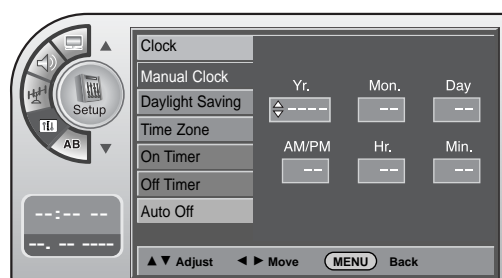 Clock
Manual Clock
Daylight Saving
Time Zone
On Timer
Off Timer
Auto Off
Yr. Mon. Day
---- -- --
AM/PM Hr. Min.
-- -- --
Setup
AB
--:-- --
--. -- ----
▲▼ Adjust ◄ ► Move MENU Back